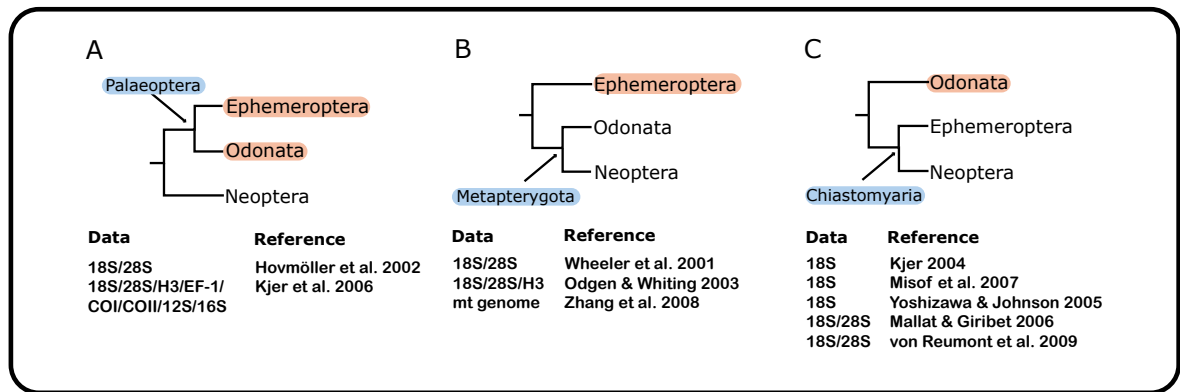 A
Palaeoptera
Ephemeroptera
Odonata
Neoptera
Data Reference
18S/28S Hovmöller et al. 2002
18S/28S/H3/EF-1/ Kjer et al. 2006
COI/COII/12S/16S
B
Ephemeroptera
Odonata
Neoptera
Metapterygota
Data Reference
18S/28S Wheeler et al. 2001
18S/28S/H3 Odgen & Whiting 2003
mt genome Zhang et al. 2008
C
Odonata
Ephemeroptera
Neoptera
Chiastomyaria
Data Reference
18S Kjer 2004
18S Misof et al. 2007
18S Yoshizawa & Johnson 2005
18S/28S Mallat & Giribet 2006
18S/28S von Reumont et al. 2009